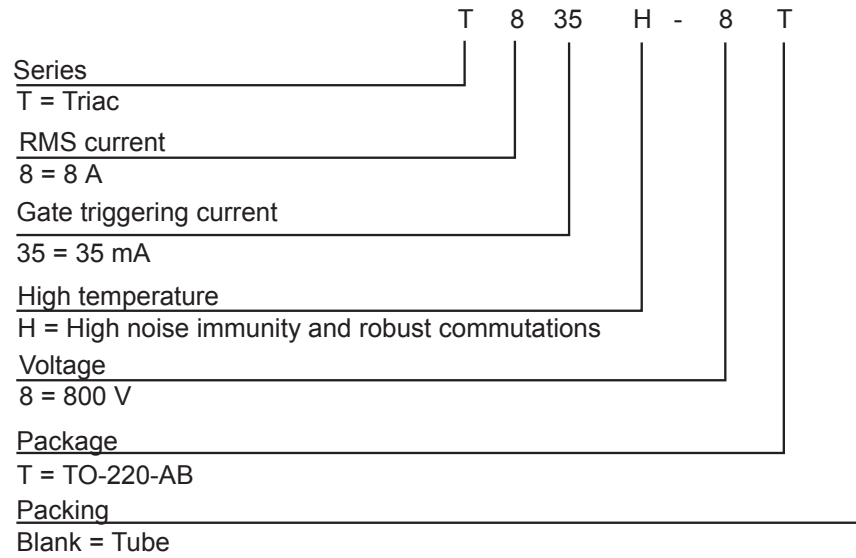 T 8 35 H - 8 T
Series
T = Triac
RMS current
8 = 8 A
Gate triggering current
35 = 35 mA
High temperature
H = High noise immunity and robust commutations
Voltage
8 = 800 V
Package
T = TO-220-AB
Packing
Blank = Tube